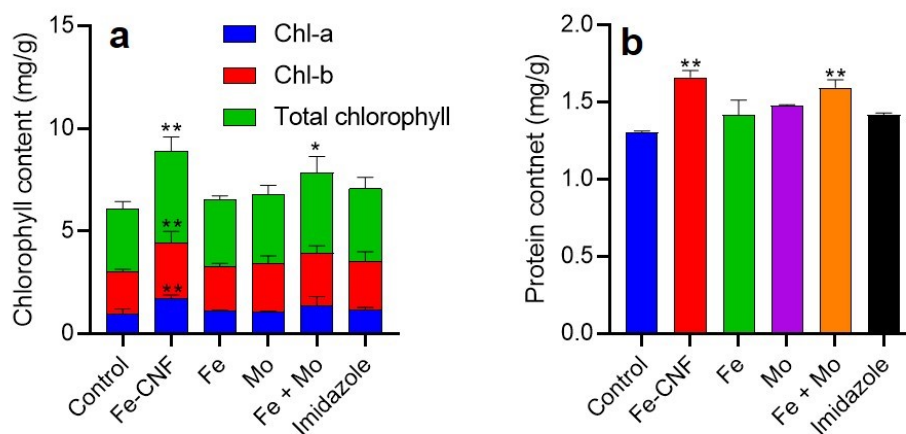 a
Chl-a
Chl-b
Total chlorophyll
Chlorophyll content (mg/g)
15
10
5
0
**
**
**
*
Control
Fe-CNF
Fe
Mo
Fe + Mo
Imidazole
b
Protein contnet (mg/g)
2.0
1.5
1.0
0.5
0.0
**
**
Control
Fe-CNF
Fe
Mo
Fe + Mo
Imidazole